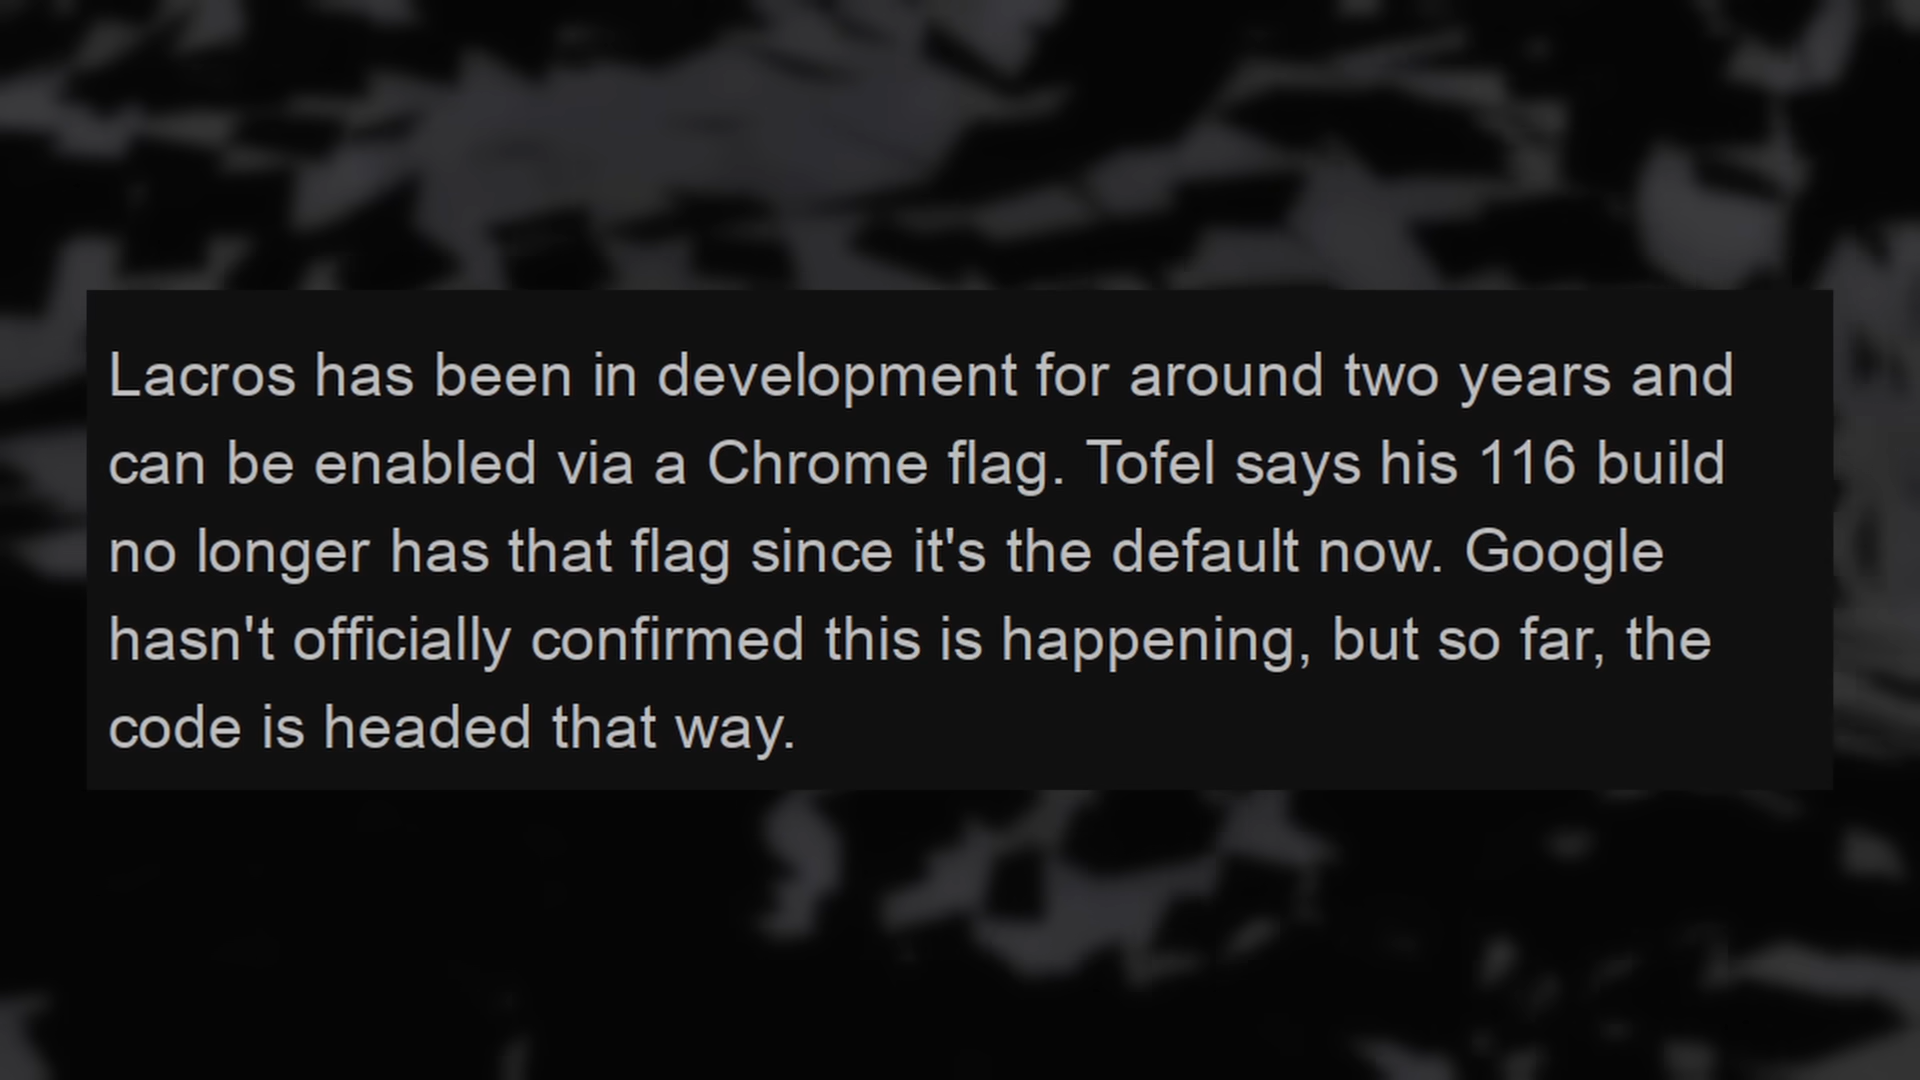 Lacros has been in development for around two years and
can be enabled via a Chrome flag. Tofel says his 116 build
no longer has that flag since it's the default now. Google
hasn't officially confirmed this is happening, but so far, the
code is headed that way.